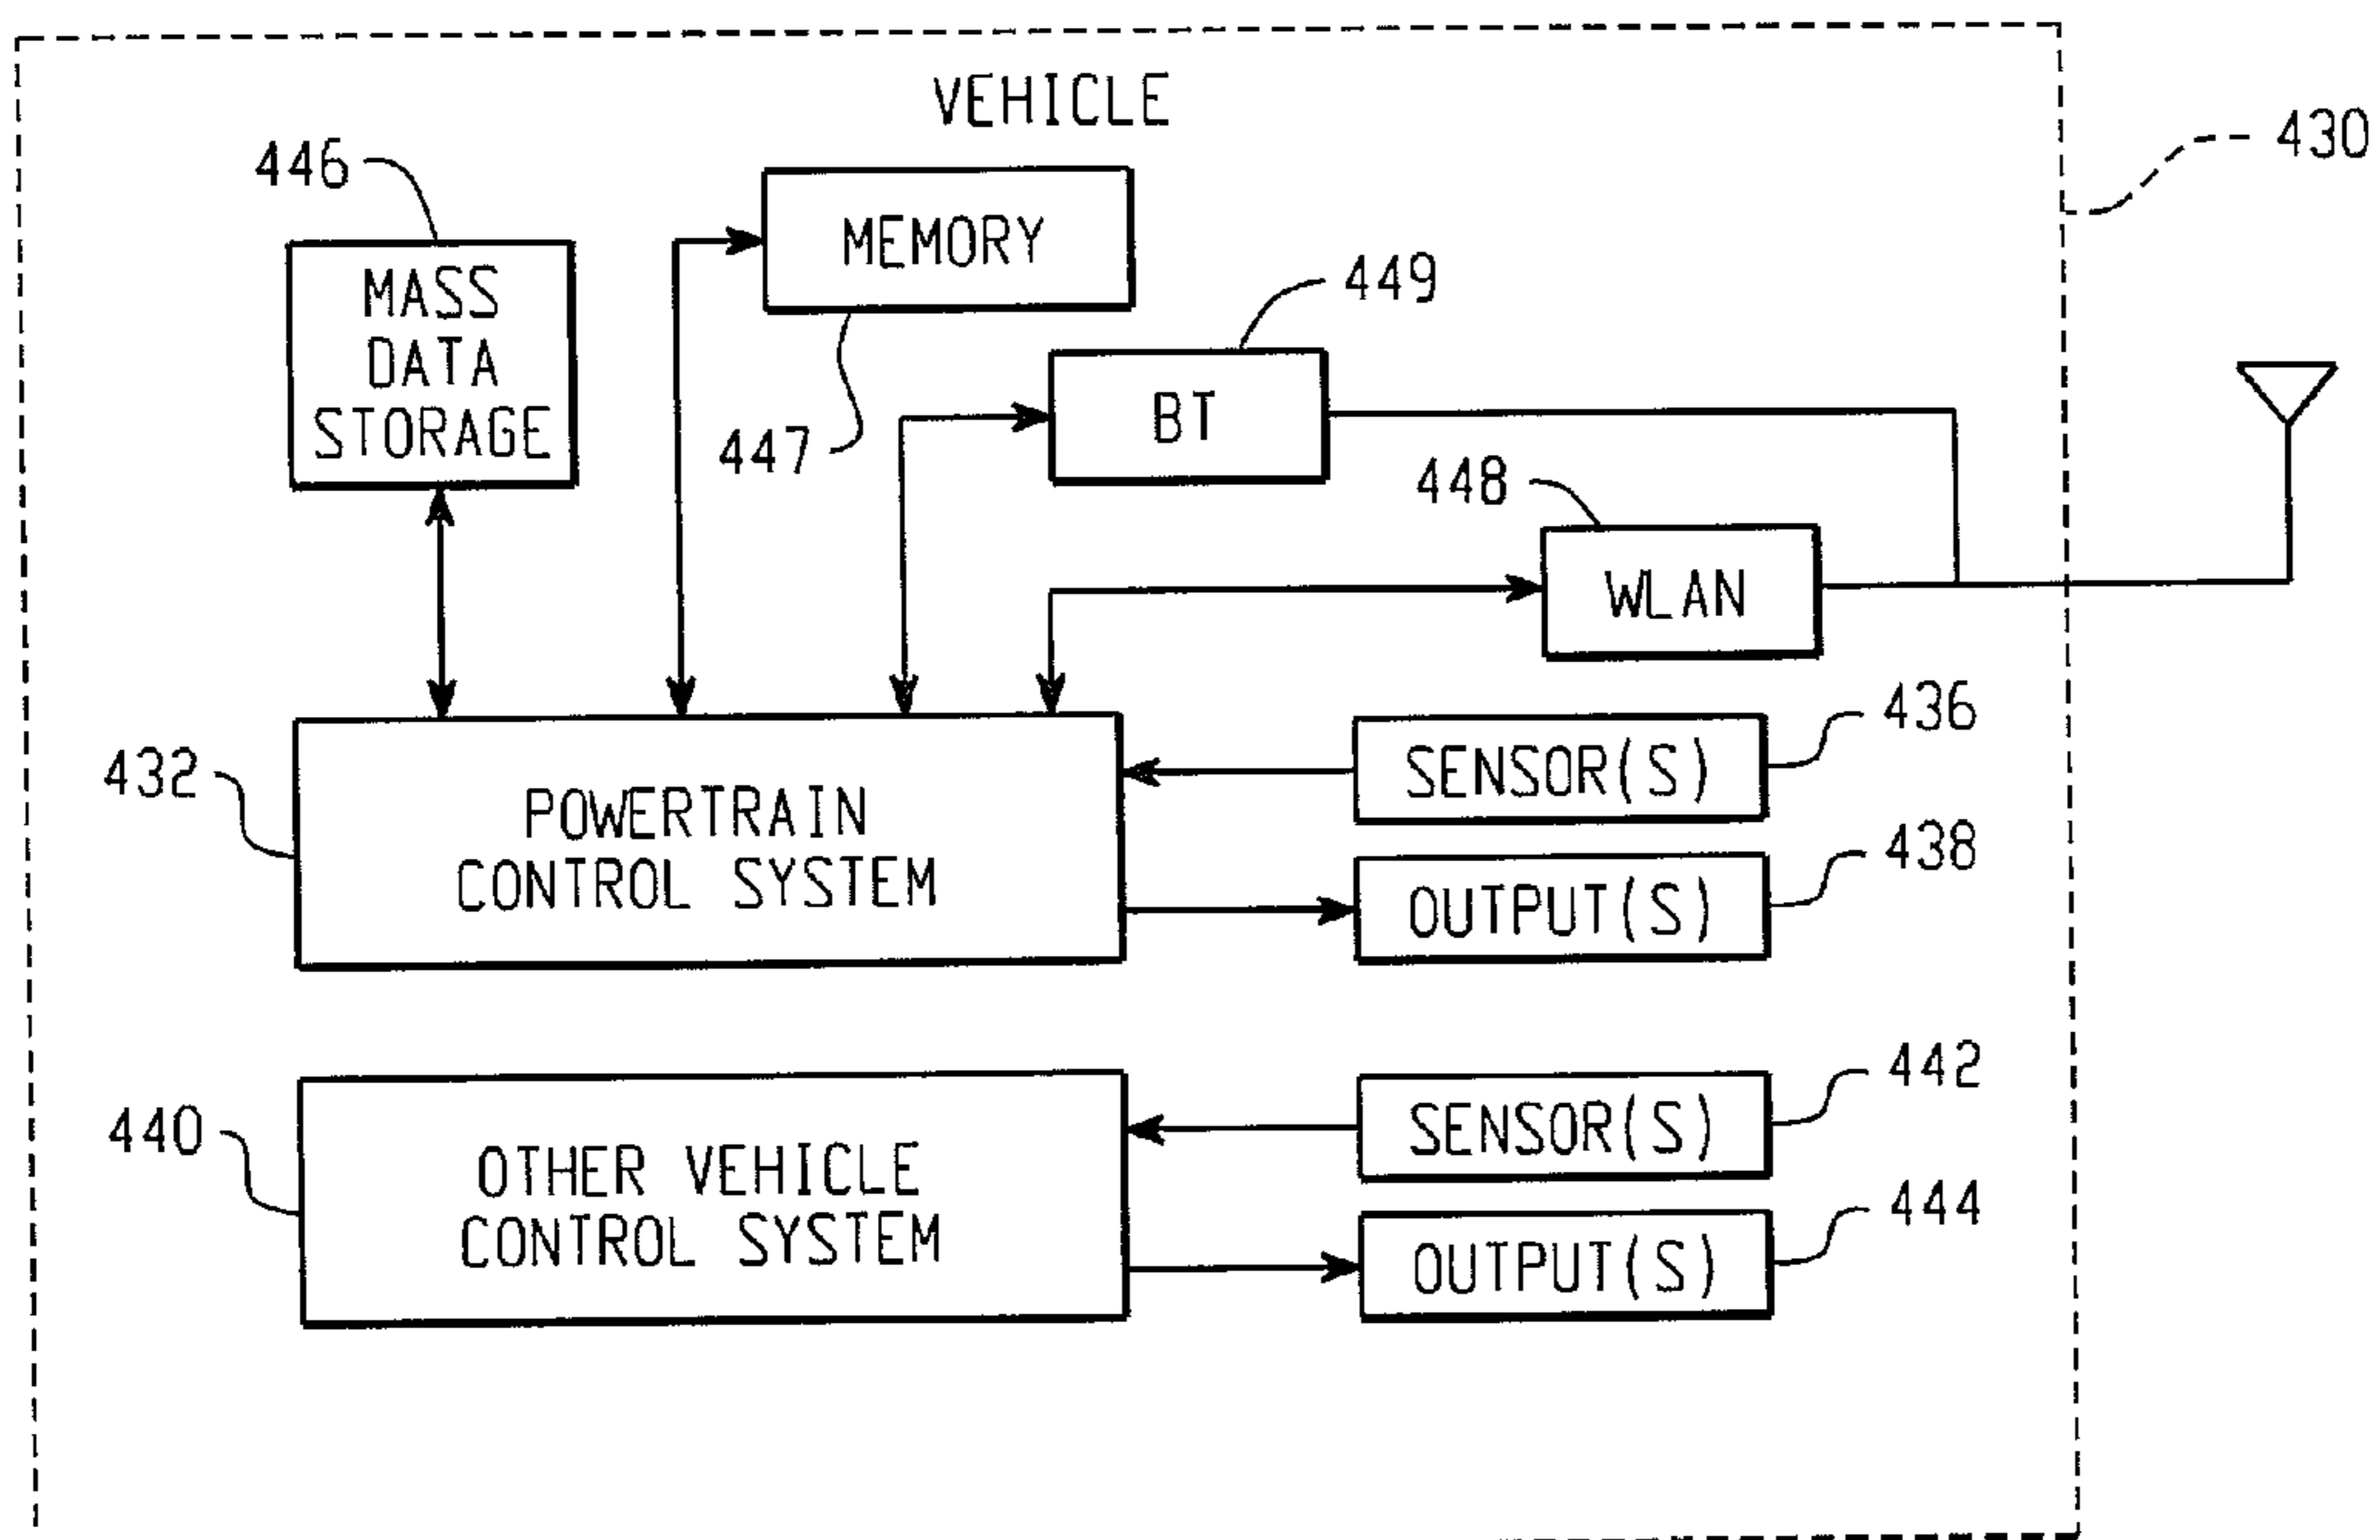 VEHICLE
430
446
MEMORY
MASS
DATA
STORAGE
449
447
BT
448
WLAN
436
SENSOR(S)
432
POWERTRAIN
CONTROL SYSTEM
438
OUTPUT(S)
442
SENSOR(S)
440
OTHER VEHICLE
CONTROL SYSTEM
444
OUTPUT(S)